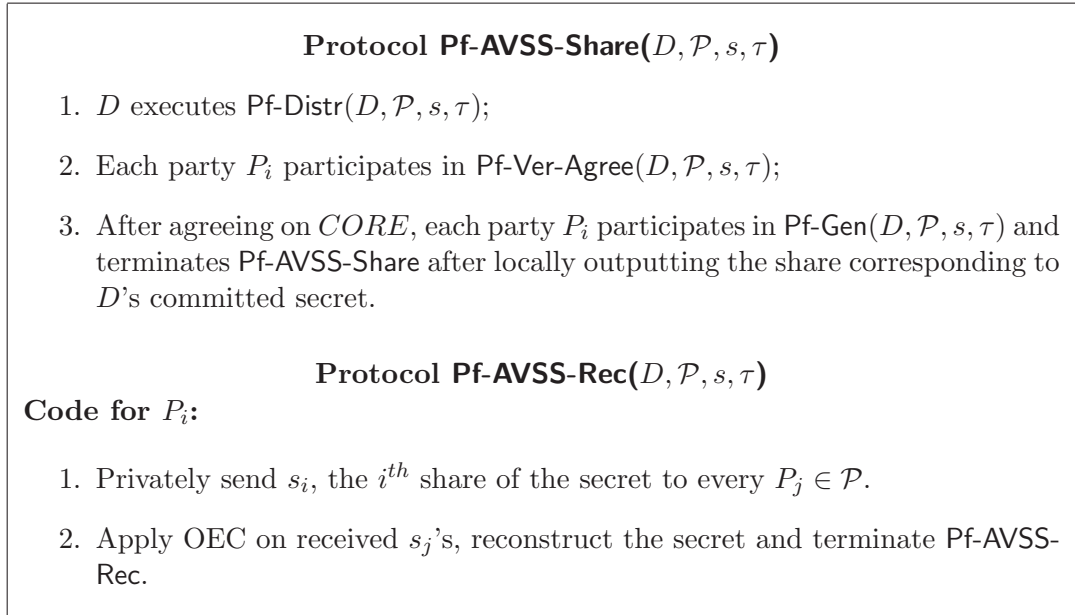 Protocol Pf-AVSS-Share(D, P, s, τ)
1. D executes Pf-Distr(D, P, s, τ);
2. Each party P_i participates in Pf-Ver-Agree(D, P, s, τ);
3. After agreeing on CORE, each party P_i participates in Pf-Gen(D, P, s, τ) and
terminates Pf-AVSS-Share after locally outputting the share corresponding to
D's committed secret.
Protocol Pf-AVSS-Rec(D, P, s, τ)
Code for P_i:
1. Privately send s_i, the i^th share of the secret to every P_j ∈ P.
2. Apply OEC on received s_j's, reconstruct the secret and terminate Pf-AVSS-
Rec.